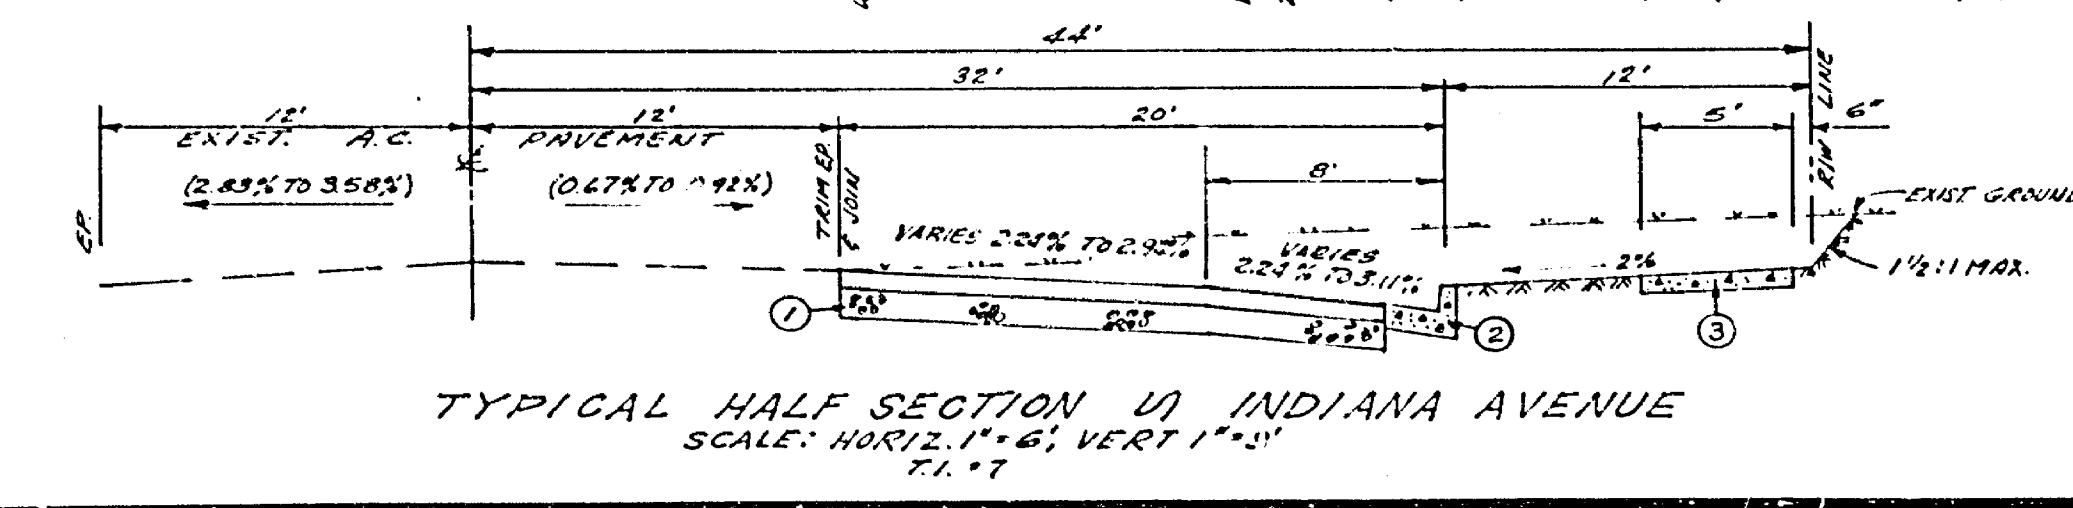 44'
32'
12'
12'
12'
20'
5'
6"
EXIST. A.C. PAVEMENT
8'
(2.83% TO 3.58%)
(0.67% TO
EP.
TRIM EP.
& JOIN
R/W LINE
EXIST GROUND
VARIES 2.24% TO 2.92%
VARIES
2.24% TO 3.11%
2%
1½:1 MAX.
1
2
3
TYPICAL HALF SECTION INDIANA AVENUE
SCALE: HORIZ. 1"=6', VERT 1"=
T.I. = 7